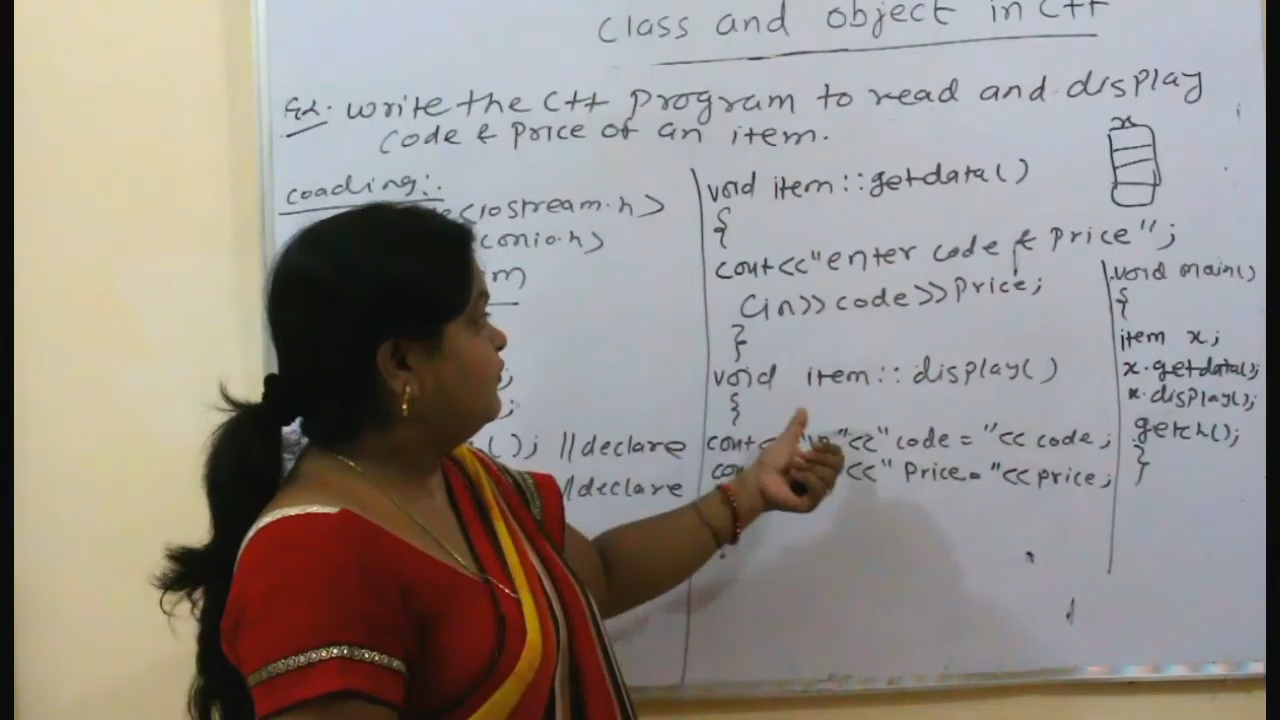 Class and object in C++
Ex:- Write the C++ Program to read and display
code & price of an item.
coading:-
<iostream.h>
conio.h>
m
;
;
(); //declare
//declare
void item::getdata()
{
cout<<"enter code & price";
cin>>code>>price;
}
void item::display()
{
cout<<"\n"<<"code="<<code;
<<"Price="<<price;
x
void main()
{
item x;
x.getdata();
x.display();
getch();
}